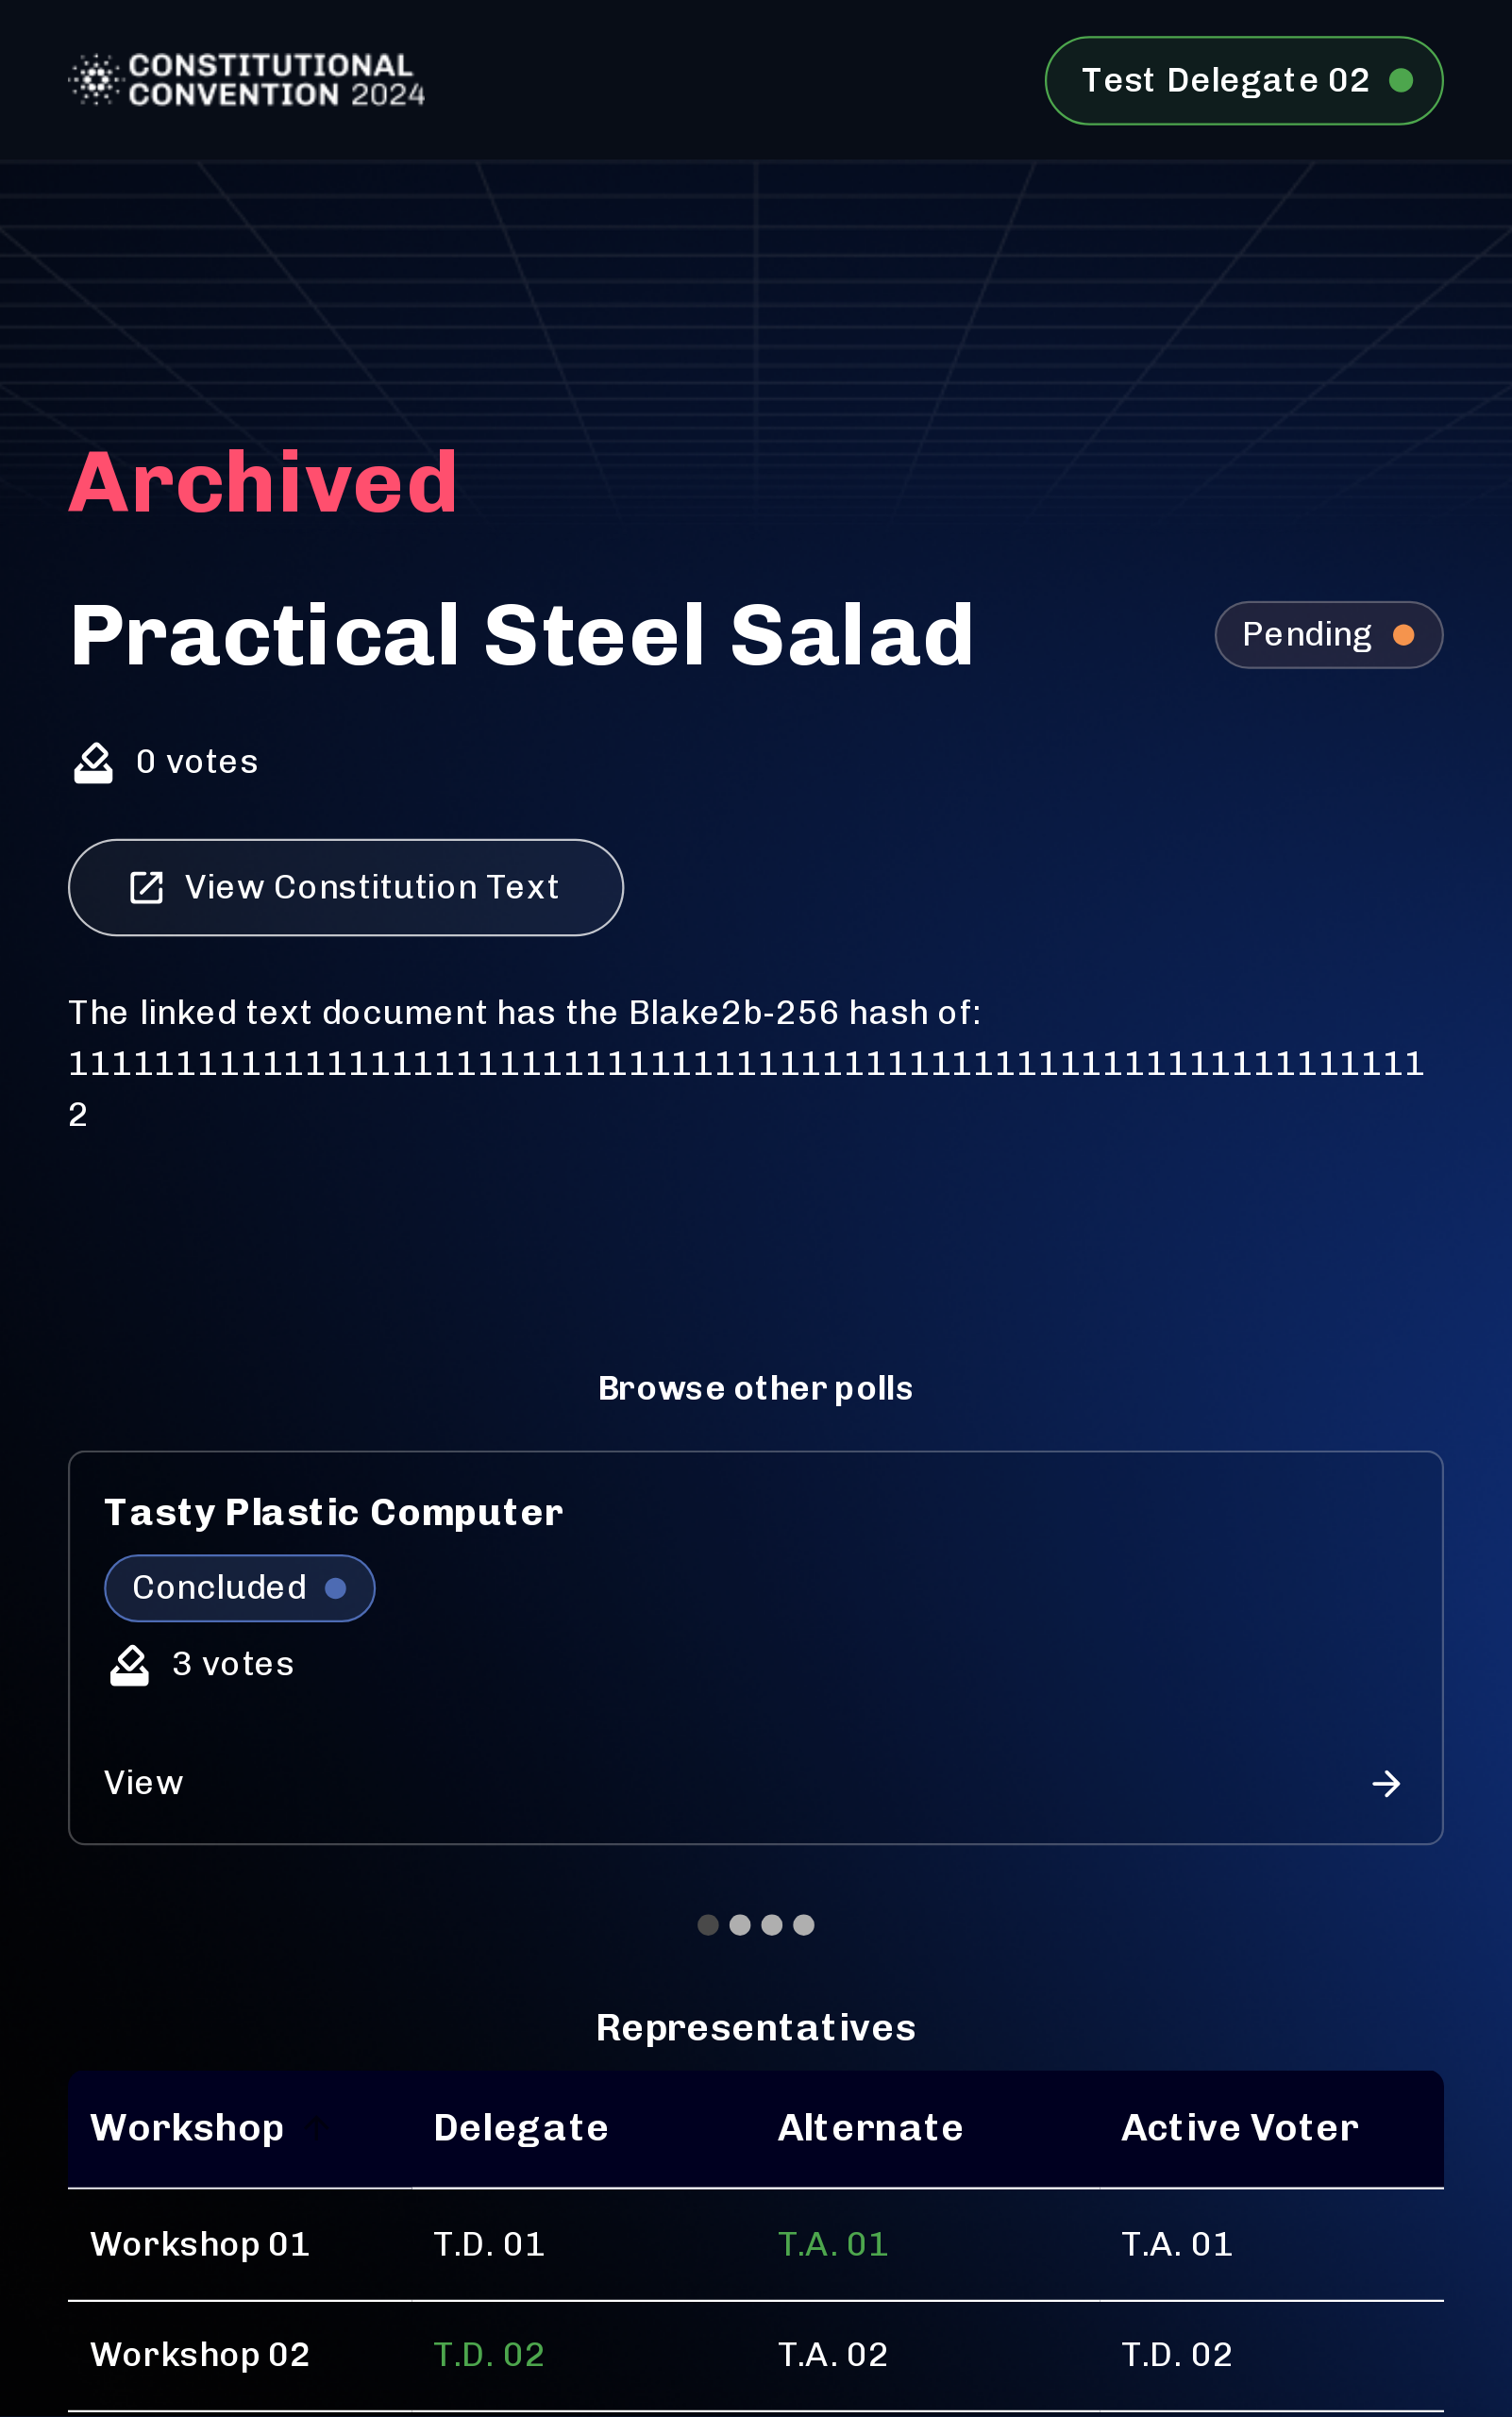 CONSTITUTIONAL
CONVENTION 2024
Test Delegate 02
Archived
Practical Steel Salad
Pending
0 votes
View Constitution Text
The linked text document has the Blake2b-256 hash of:
111111111111111111111111111111111111111111111111111111111111111
2
Browse other polls
Tasty Plastic Computer
Concluded
3 votes
View
Representatives
Workshop Delegate Alternate Active Voter
Workshop 01 T.D. 01 T.A. 01 T.A. 01
Workshop 02 T.D. 02 T.A. 02 T.D. 02